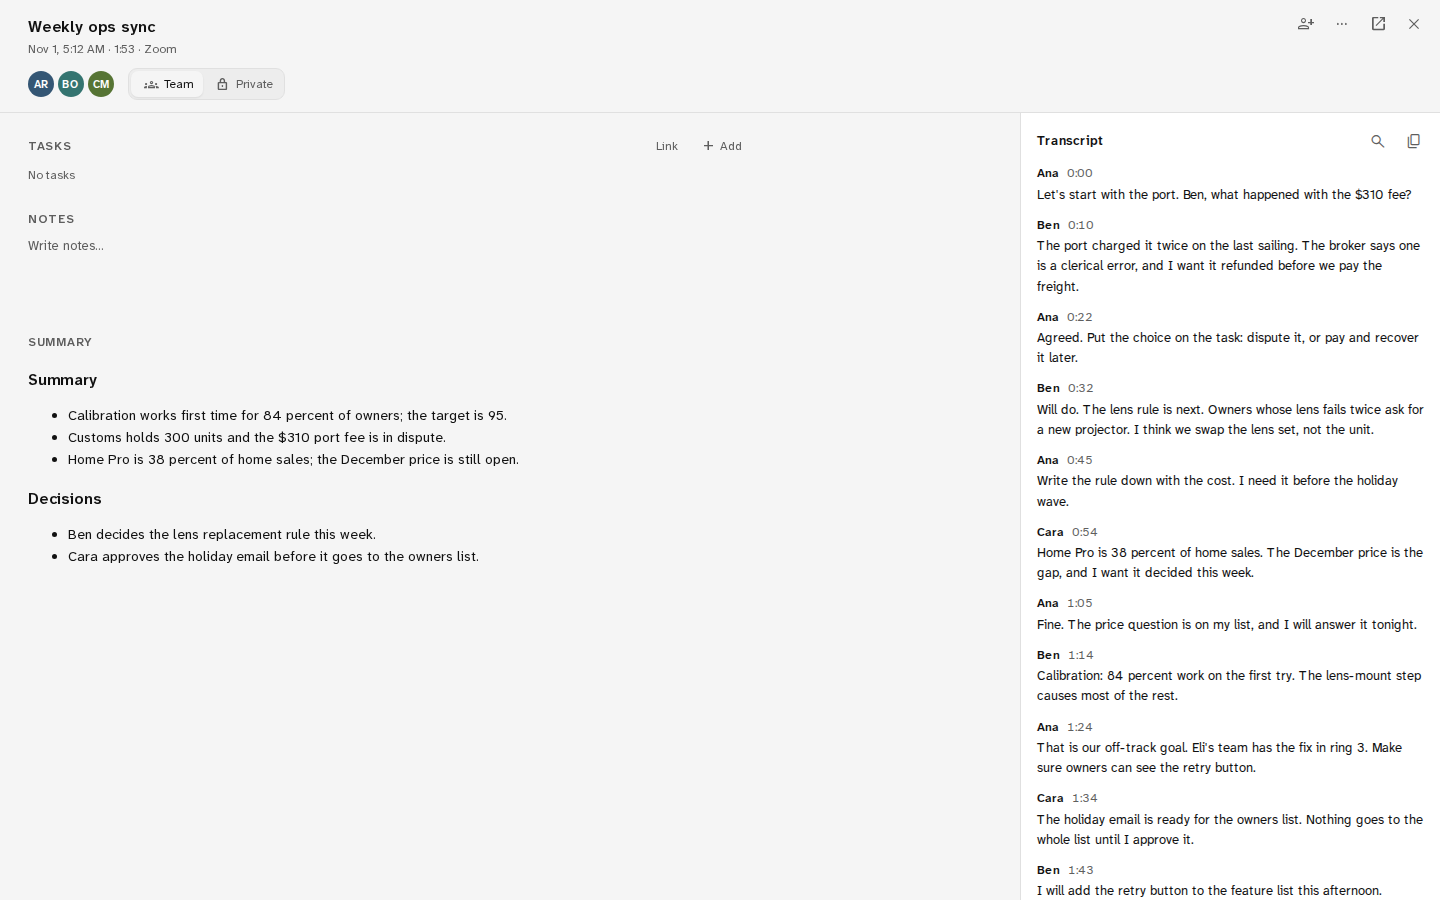 Weekly ops sync
Nov 1, 5:12 AM · 1:53 · Zoom
AR BO CM Team Private
TASKS Link + Add
No tasks
NOTES
Write notes...
SUMMARY
Summary
• Calibration works first time for 84 percent of owners; the target is 95.
• Customs holds 300 units and the $310 port fee is in dispute.
• Home Pro is 38 percent of home sales; the December price is still open.
Decisions
• Ben decides the lens replacement rule this week.
• Cara approves the holiday email before it goes to the owners list.
Transcript
Ana 0:00
Let's start with the port. Ben, what happened with the $310 fee?
Ben 0:10
The port charged it twice on the last sailing. The broker says one
is a clerical error, and I want it refunded before we pay the
freight.
Ana 0:22
Agreed. Put the choice on the task: dispute it, or pay and recover
it later.
Ben 0:32
Will do. The lens rule is next. Owners whose lens fails twice ask for
a new projector. I think we swap the lens set, not the unit.
Ana 0:45
Write the rule down with the cost. I need it before the holiday
wave.
Cara 0:54
Home Pro is 38 percent of home sales. The December price is the
gap, and I want it decided this week.
Ana 1:05
Fine. The price question is on my list, and I will answer it tonight.
Ben 1:14
Calibration: 84 percent work on the first try. The lens-mount step
causes most of the rest.
Ana 1:24
That is our off-track goal. Eli's team has the fix in ring 3. Make
sure owners can see the retry button.
Cara 1:34
The holiday email is ready for the owners list. Nothing goes to the
whole list until I approve it.
Ben 1:43
I will add the retry button to the feature list this afternoon.